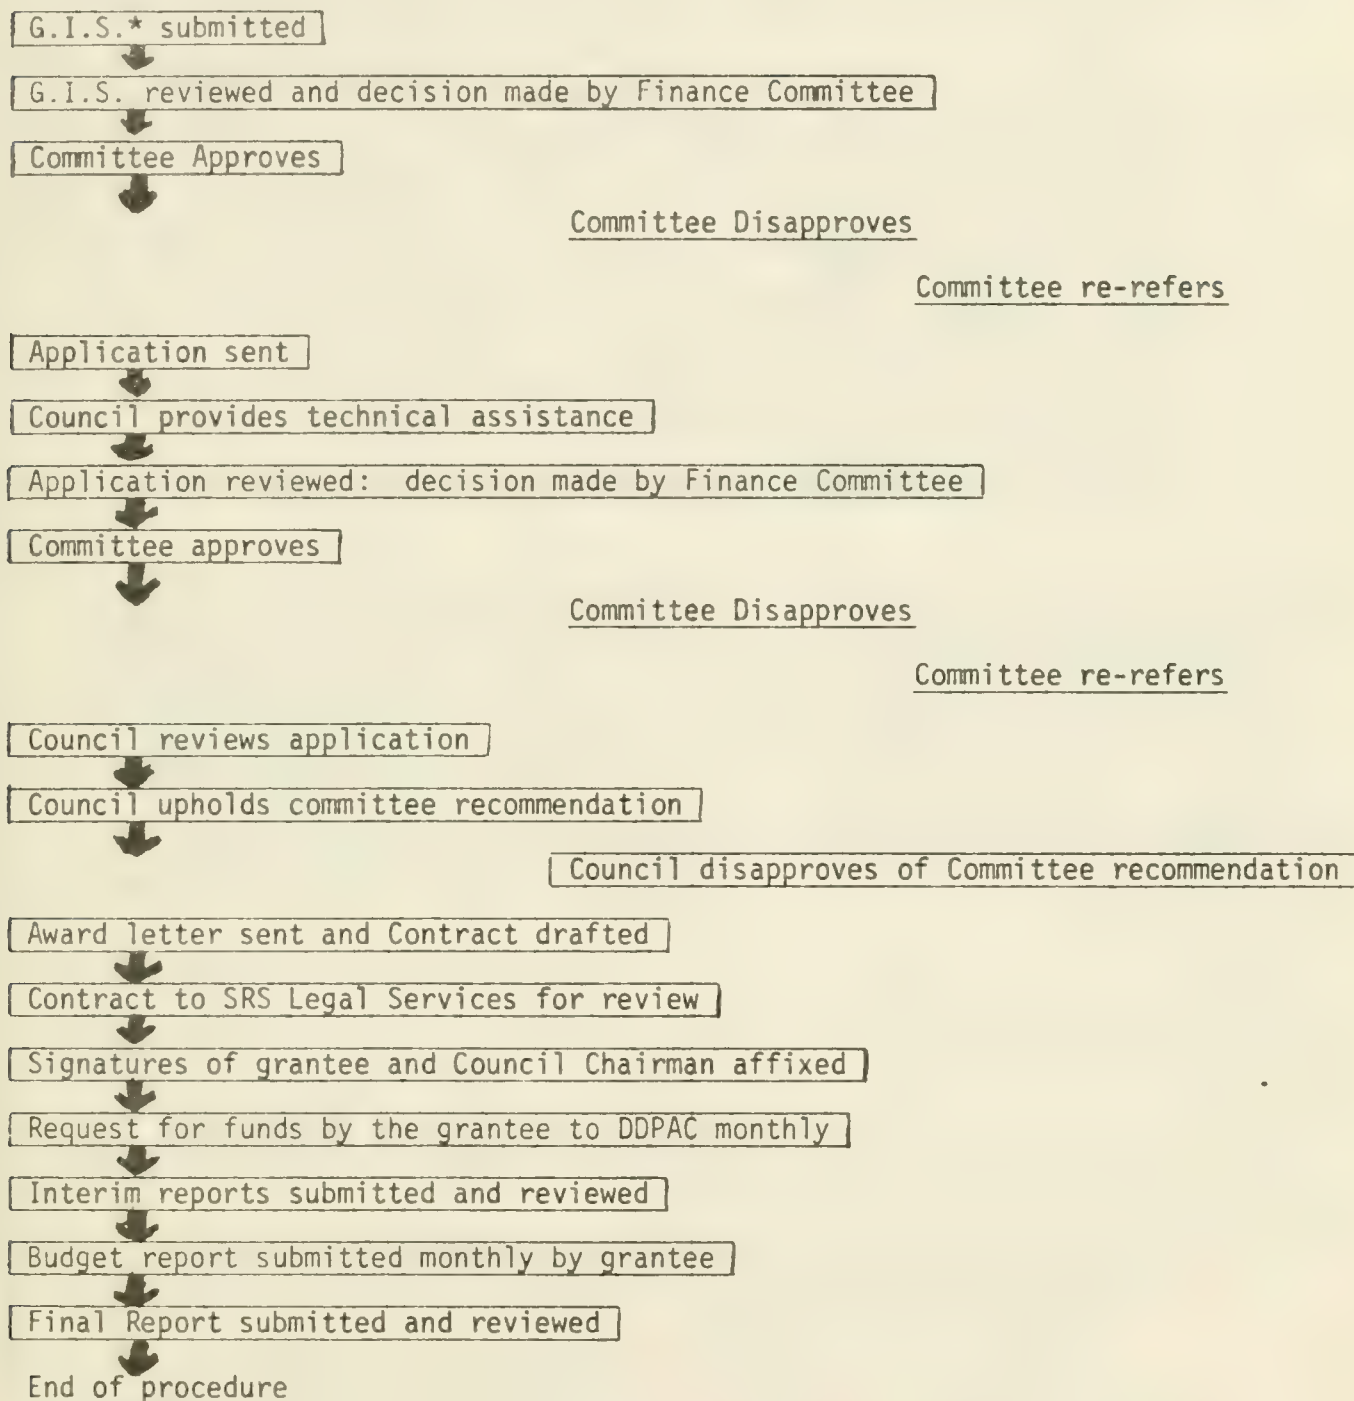 G.I.S.* submitted
G.I.S. reviewed and decision made by Finance Committee
Committee Approves
Committee Disapproves
Committee re-refers
Application sent
Council provides technical assistance
Application reviewed: decision made by Finance Committee
Committee approves
Committee Disapproves
Committee re-refers
Council reviews application
Council upholds committee recommendation
Council disapproves of Committee recommendation
Award letter sent and Contract drafted
Contract to SRS Legal Services for review
Signatures of grantee and Council Chairman affixed
Request for funds by the grantee to DDPAC monthly
Interim reports submitted and reviewed
Budget report submitted monthly by grantee
Final Report submitted and reviewed
End of procedure